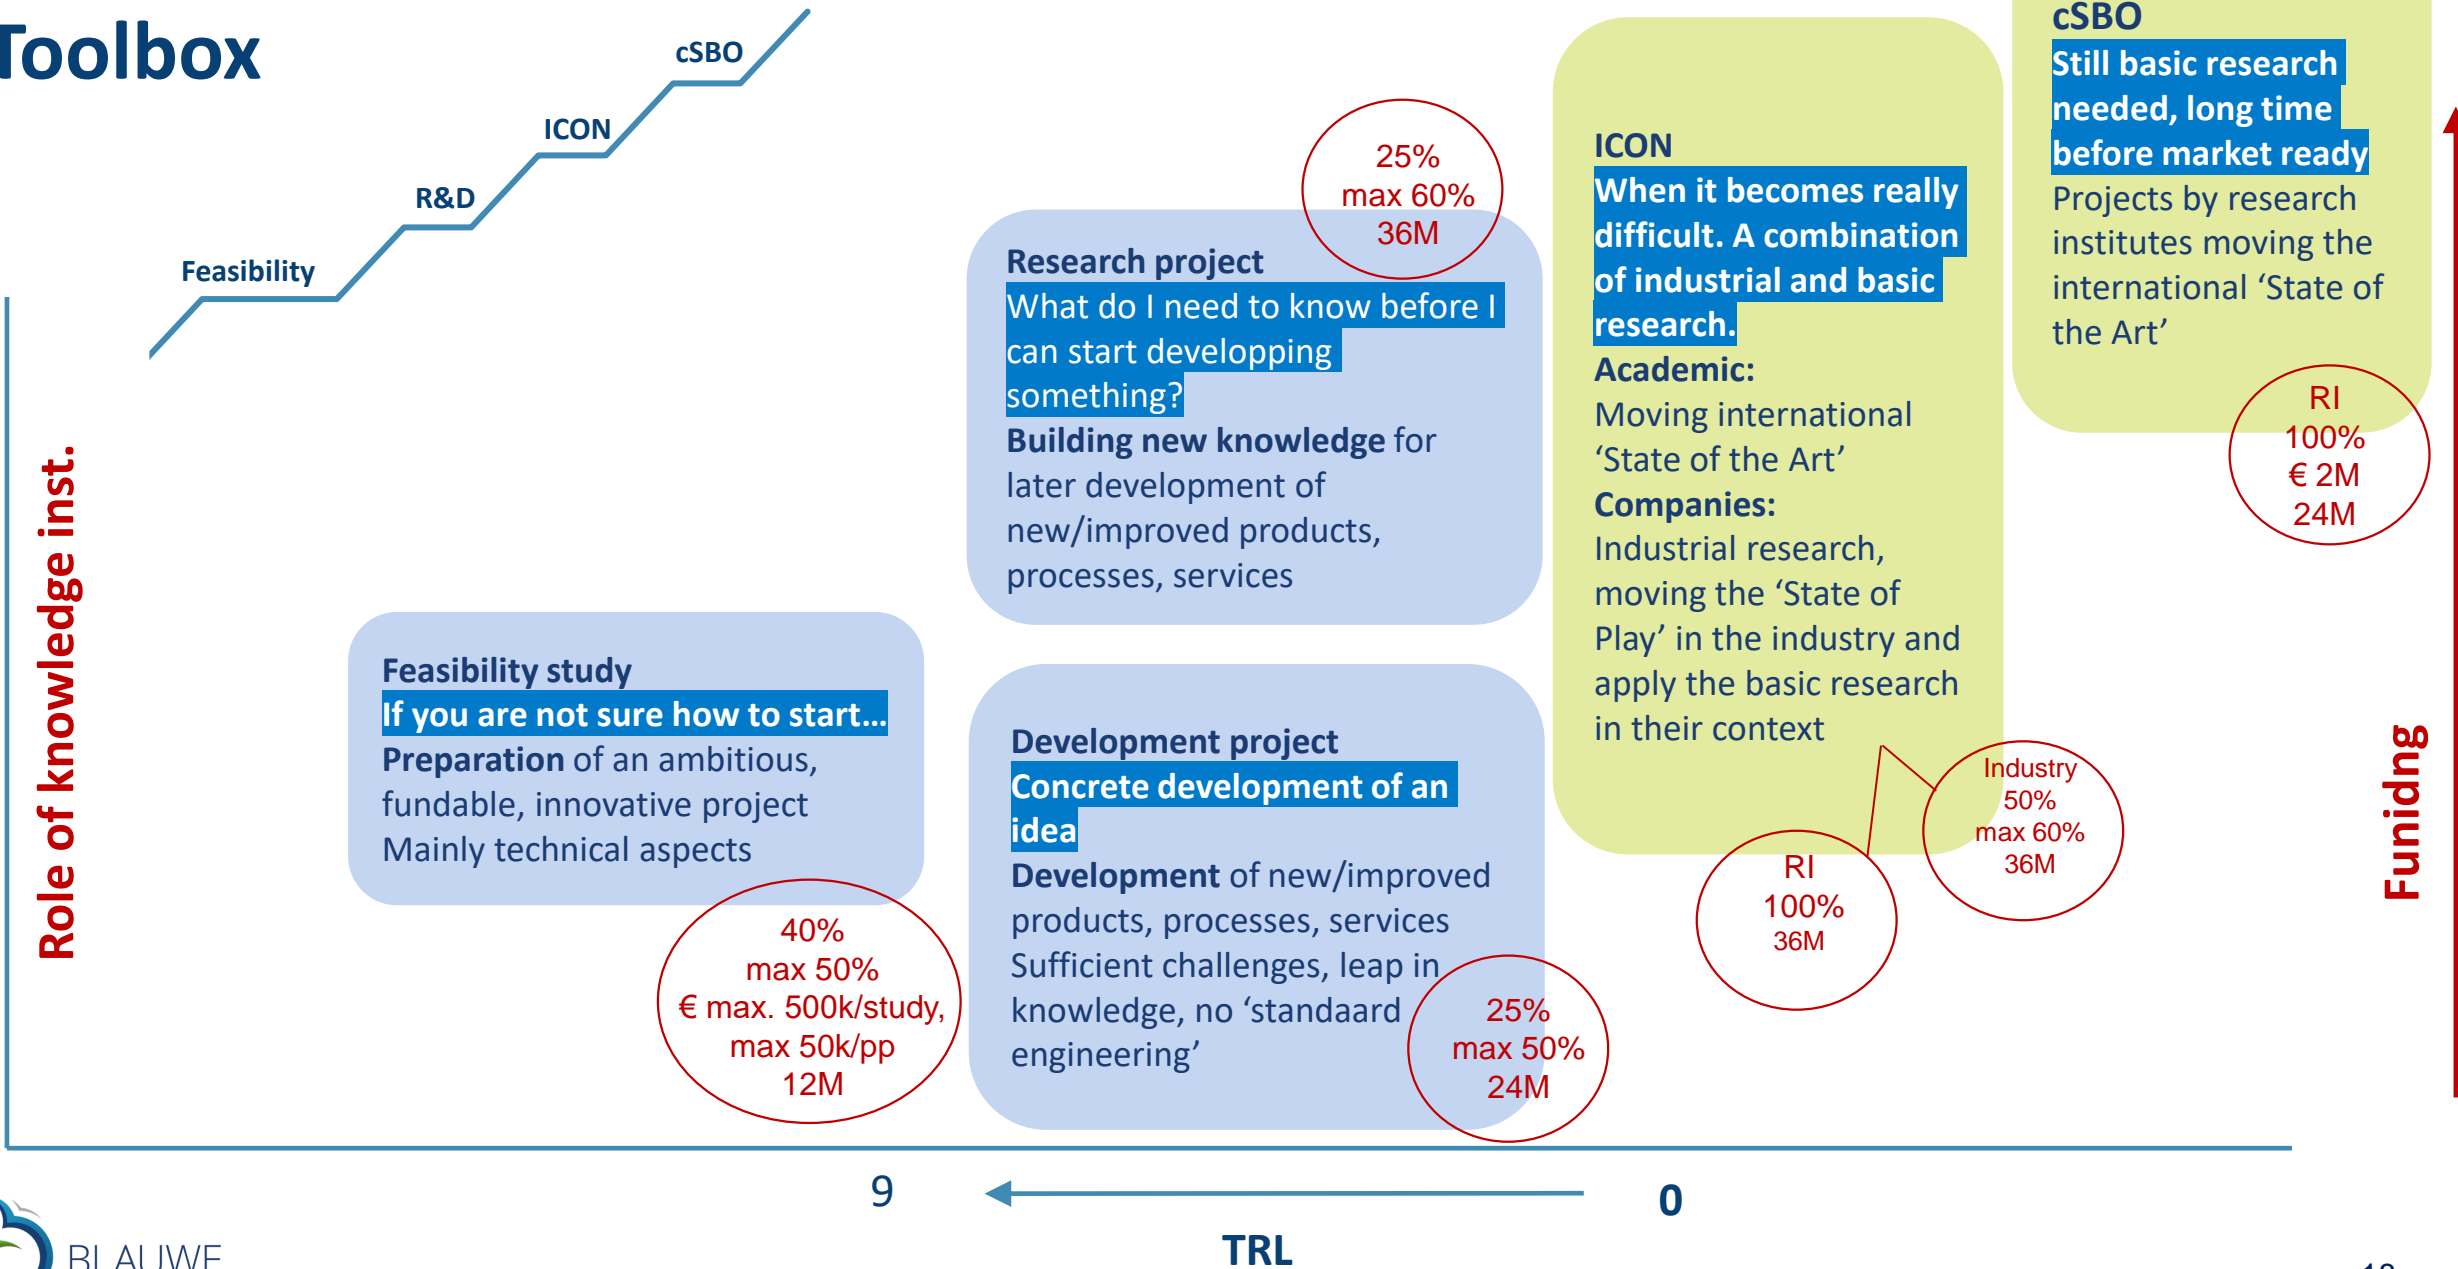 Toolbox
cSBO
ICON
R&D
Feasibility
Role of knowledge inst.
Feasibility study
If you are not sure how to start...
Preparation of an ambitious,
fundable, innovative project
Mainly technical aspects
40%
max 50%
€ max. 500k/study,
max 50k/pp
12M
25%
max 60%
36M
Research project
What do I need to know before I
can start developping
something?
Building new knowledge for
later development of
new/improved products,
processes, services
Development project
Concrete development of an
idea
Development of new/improved
products, processes, services
Sufficient challenges, leap in
knowledge, no ‘standaard
engineering’
25%
max 50%
24M
ICON
When it becomes really
difficult. A combination
of industrial and basic
research.
Academic:
Moving international
‘State of the Art’
Companies:
Industrial research,
moving the ‘State of
Play’ in the industry and
apply the basic research
in their context
RI
100%
36M
Industry
50%
max 60%
36M
cSBO
Still basic research
needed, long time
before market ready
Projects by research
institutes moving the
international ‘State of
the Art’
RI
100%
€ 2M
24M
Funidng
9
0
TRL
BLAUWE